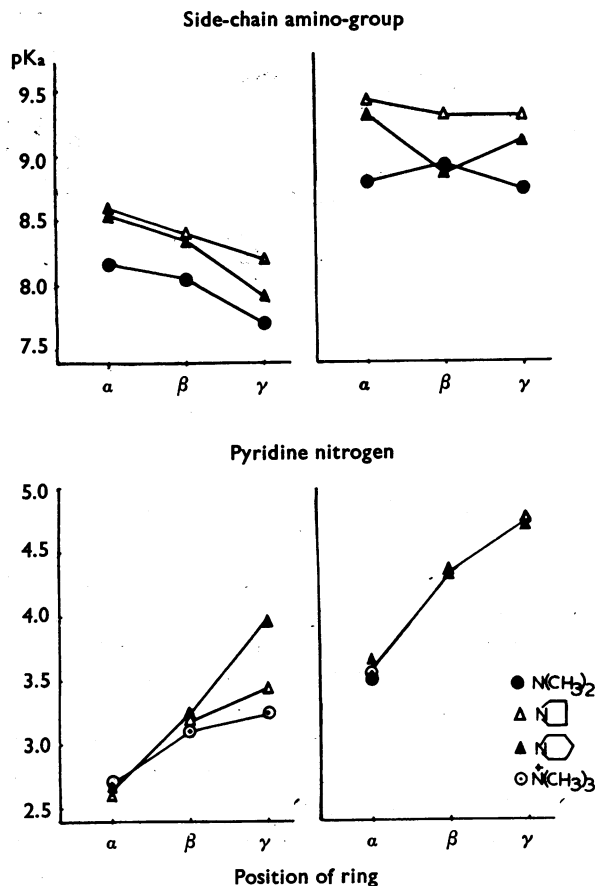 Side-chain amino-group
pKa
9.5
9.0
8.5
8.0
7.5
α β γ
α β γ
Pyridine nitrogen
5.0
4.5
4.0
3.5
3.0
2.5
α β γ
α β γ
N(CH3)2
N
N
N+(CH3)3
Position of ring